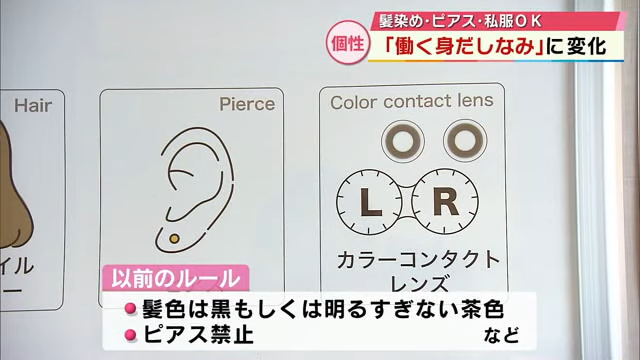 髪染め・ピアス・私服OK
個性
「働く身だしなみ」に変化
Hair
Pierce
Color contact lens
L R
カラーコンタクト
レンズ
イル
ー
以前のルール
髪色は黒もしくは明るすぎない茶色
ピアス禁止 など